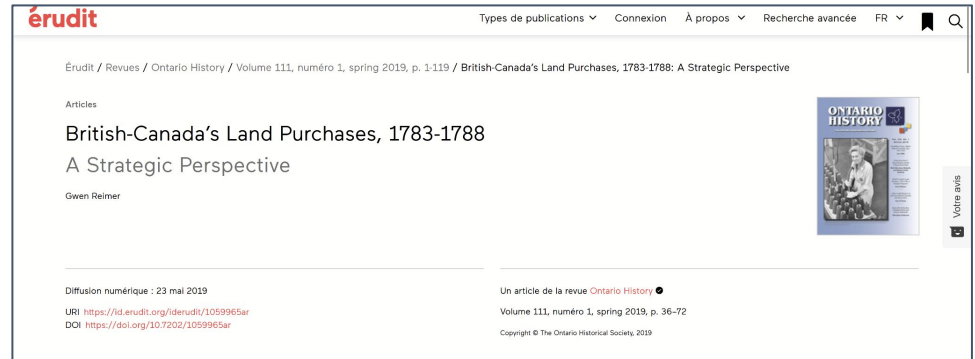 érudit
Types de publications
Connexion
À propos
Recherche avancée
FR
Érudit / Revues / Ontario History / Volume 111, numéro 1, spring 2019, p. 1-119 / British-Canada's Land Purchases, 1783-1788: A Strategic Perspective
Articles
British-Canada's Land Purchases, 1783-1788
A Strategic Perspective
Gwen Reimer
ONTARIO
HISTORY
Votre avis
Diffusion numérique : 23 mai 2019
URI https://id.erudit.org/iderudit/1059965ar
DOI https://doi.org/10.7202/1059965ar
Un article de la revue Ontario History
Volume 111, numéro 1, spring 2019, p. 36–72
Copyright © The Ontario Historical Society, 2019